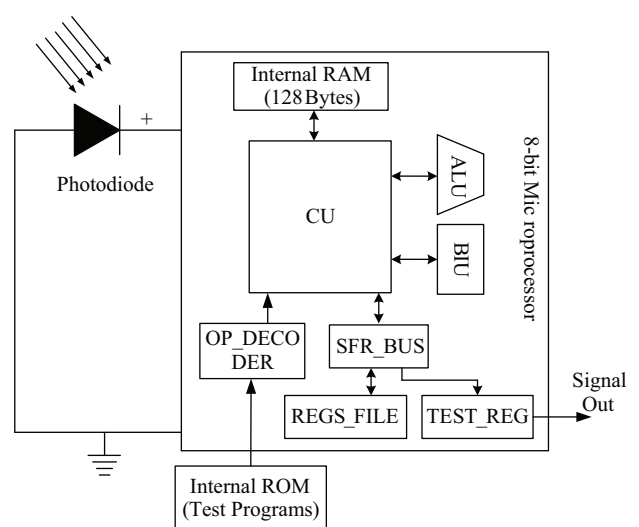 Internal RAM
(128Bytes)
+
Photodiode
CU
ALU
BIU
8-bit Mic roprocessor
OP_DECO
DER
SFR_BUS
REGS_FILE
TEST_REG
Signal
Out
Internal ROM
(Test Programs)